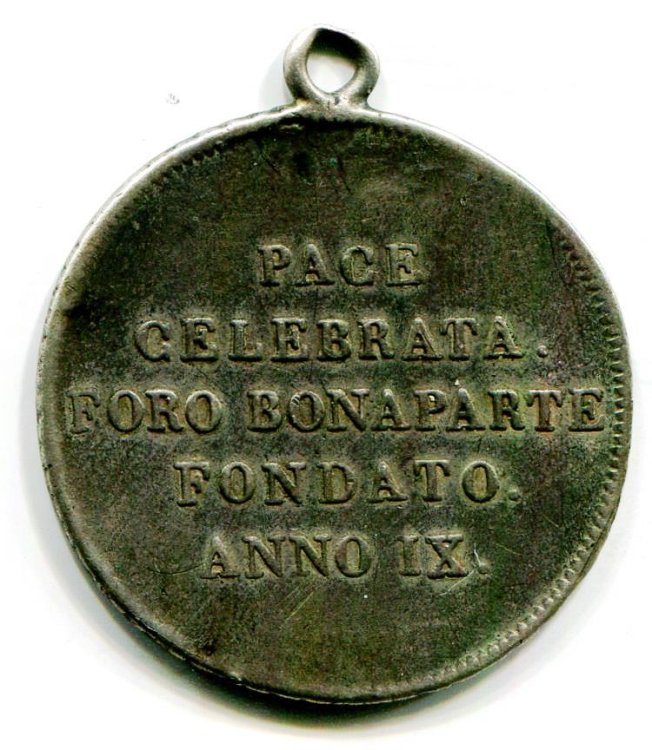 PACE
CELEBRATA.
FORO BONAPARTE
FONDATO.
ANNO IX.